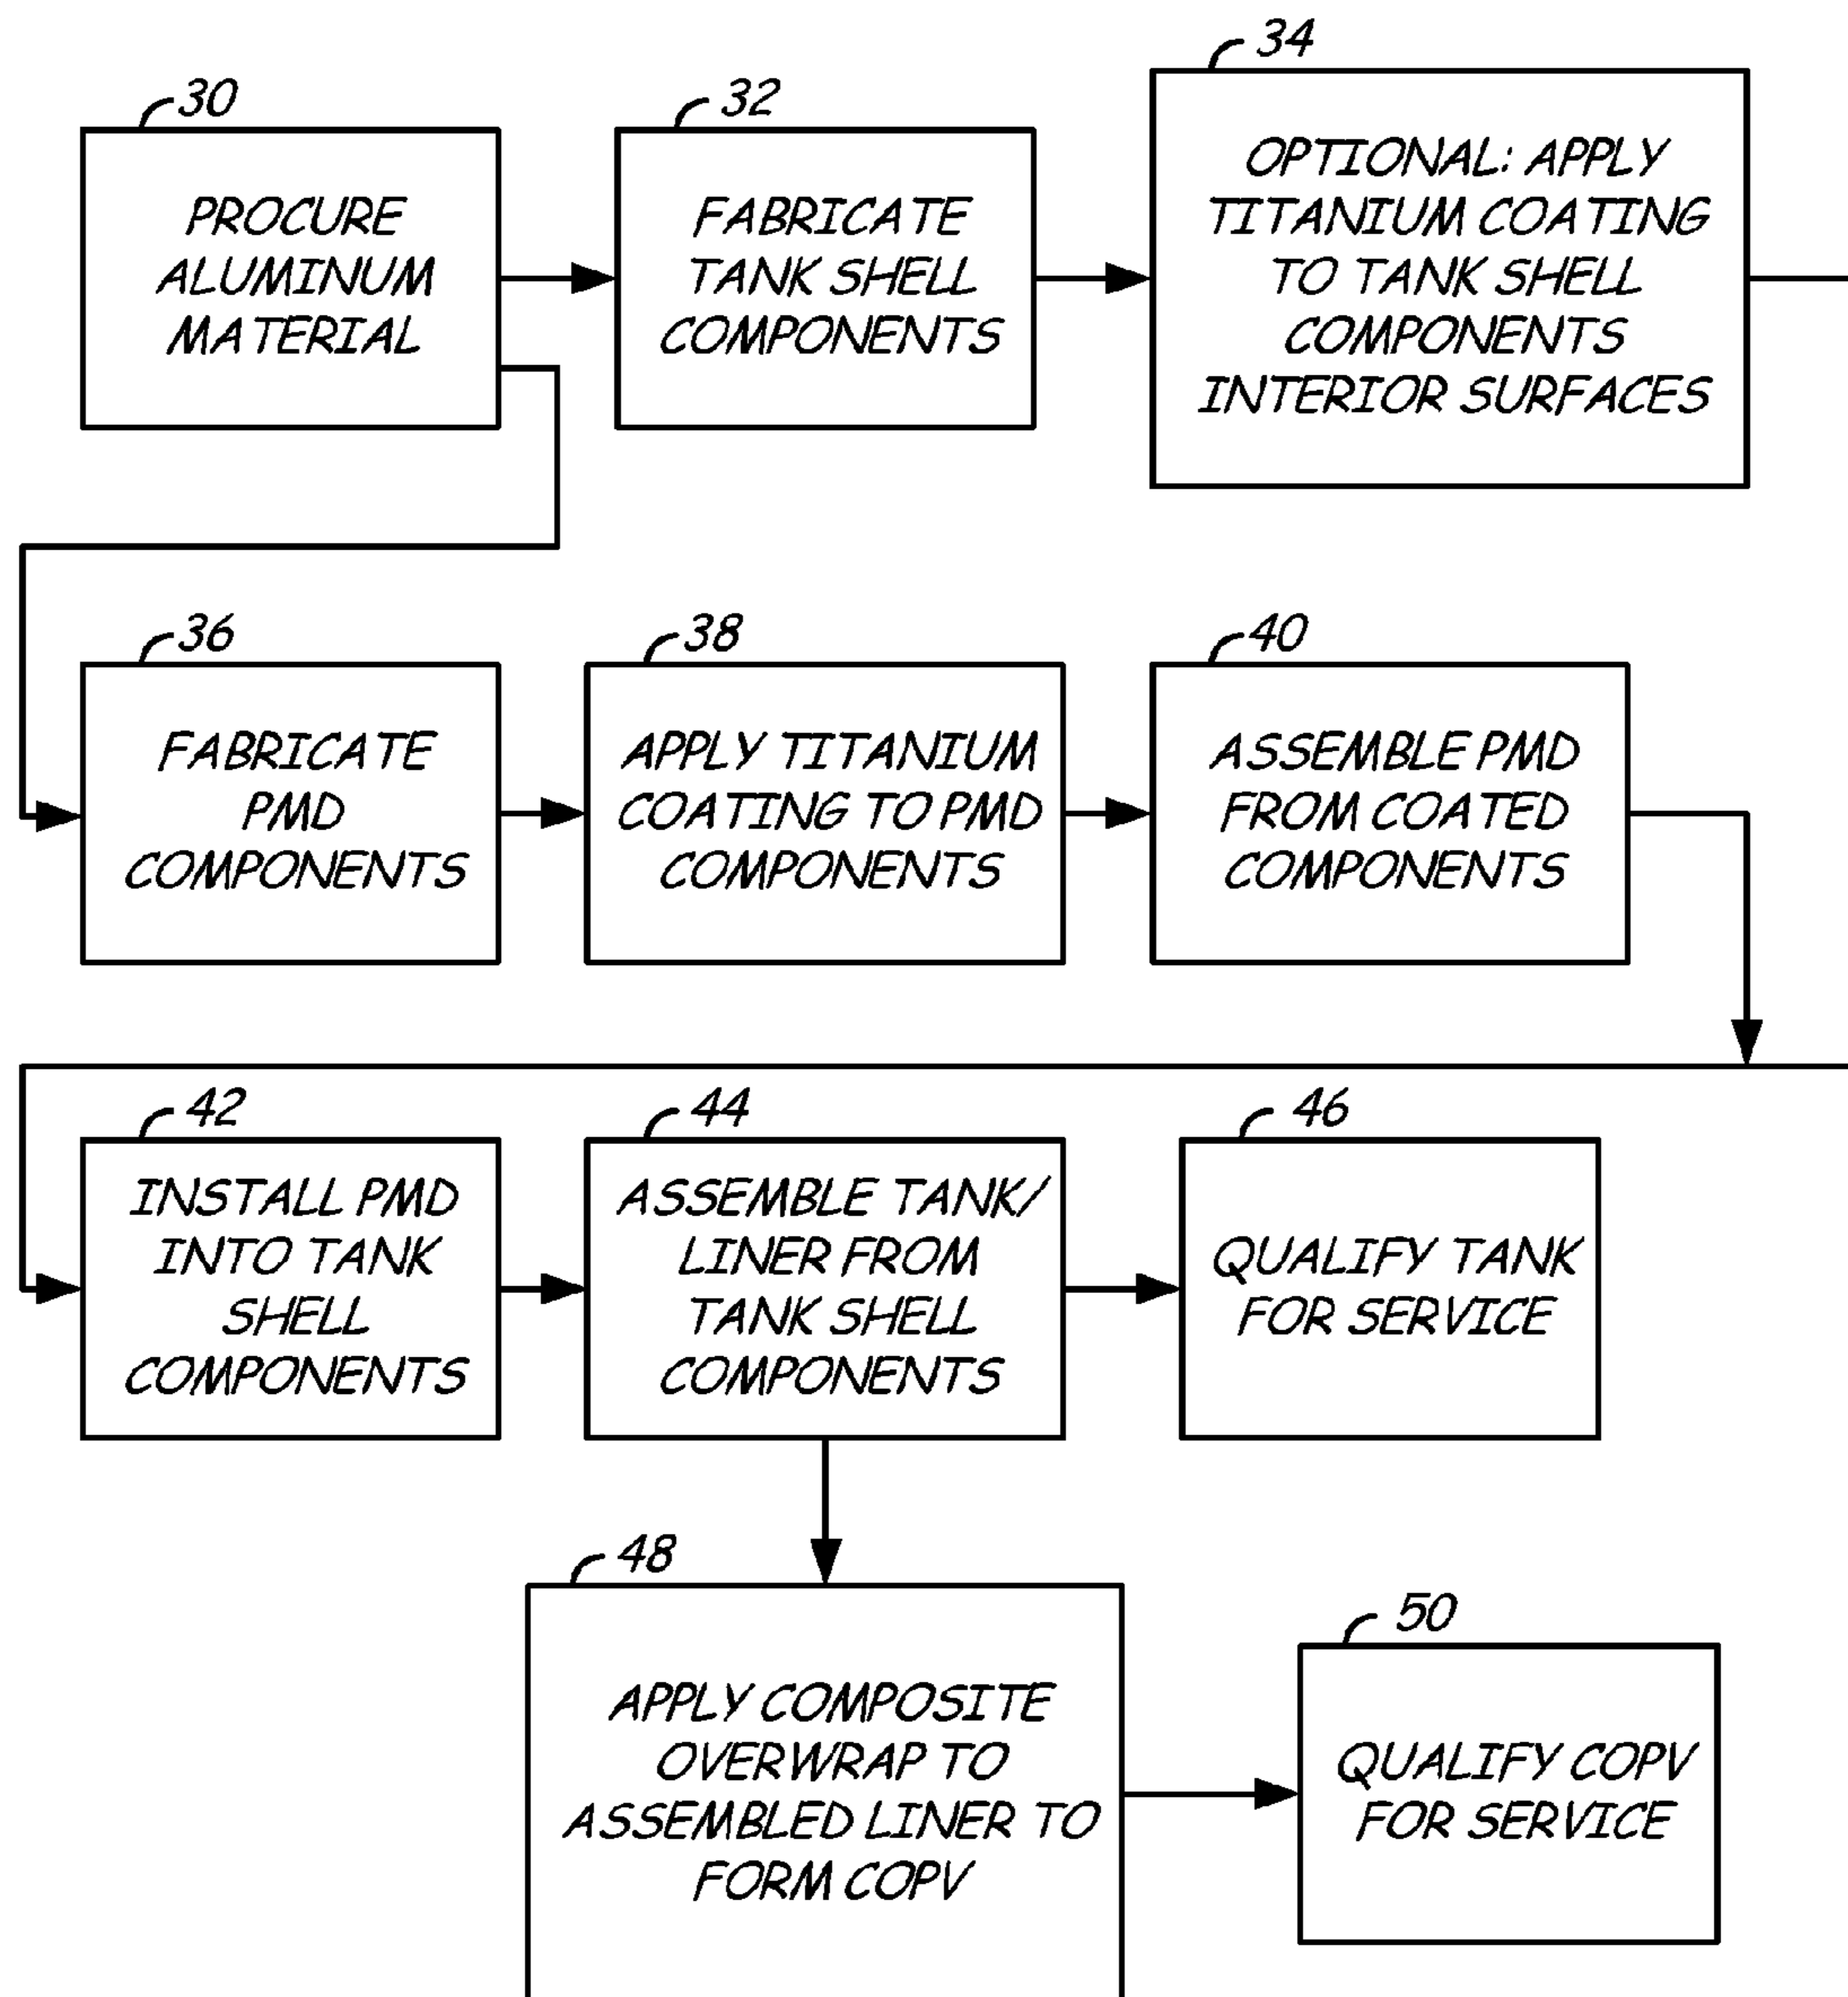 30
PROCURE
ALUMINUM
MATERIAL
32
FABRICATE
TANK SHELL
COMPONENTS
34
OPTIONAL: APPLY
TITANIUM COATING
TO TANK SHELL
COMPONENTS
INTERIOR SURFACES
36
FABRICATE
PMD
COMPONENTS
38
APPLY TITANIUM
COATING TO PMD
COMPONENTS
40
ASSEMBLE PMD
FROM COATED
COMPONENTS
42
INSTALL PMD
INTO TANK
SHELL
COMPONENTS
44
ASSEMBLE TANK/
LINER FROM
TANK SHELL
COMPONENTS
46
QUALIFY TANK
FOR SERVICE
48
APPLY COMPOSITE
OVERWRAP TO
ASSEMBLED LINER TO
FORM COPV
50
QUALIFY COPV
FOR SERVICE